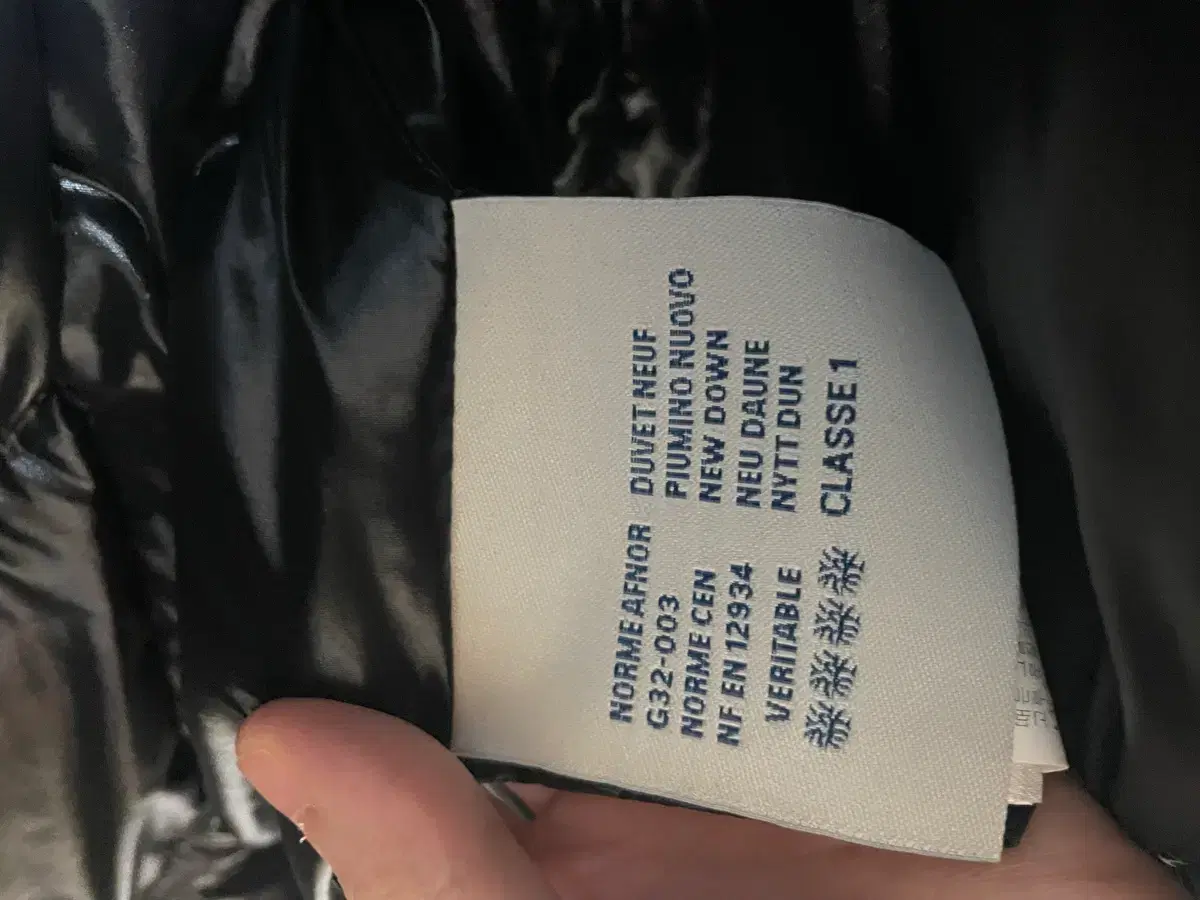 NORME AFNOR DUVET NEUF
G32-003 PIUMINO NUOVO
NORME CEN NEW DOWN
NF EN 12934 NEU DAUNE
VERITABLE NYTT DUN
CLASSE 1